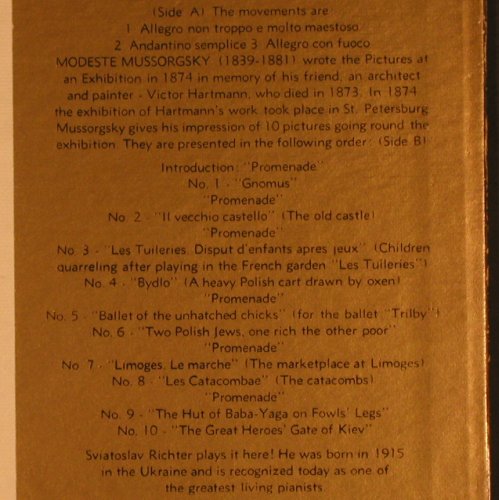 (Side A) The movements are
1 Allegro non troppo e molto maestoso
2 Andantino semplice 3 Allegro con fuoco
MODESTE MUSSORGSKY (1839-1881) wrote the Pictures at
an Exhibition in 1874 in memory of his friend, an architect
and painter - Victor Hartmann, who died in 1873. In 1874
the exhibition of Hartmann's work took place in St. Petersburg
Mussorgsky gives his impression of 10 pictures going round the
exhibition. They are presented in the following order: (Side B)
Introduction: "Promenade"
No. 1 - "Gnomus"
"Promenade"
No. 2 - "Il vecchio castello" (The old castle)
"Promenade"
No. 3 - "Les Tuileries. Disput d'enfants apres jeux" (Children
quarreling after playing in the French garden "Les Tuileries")
No. 4 - "Bydlo" (A heavy Polish cart drawn by oxen)
"Promenade"
No. 5 - "Ballet of the unhatched chicks" (for the ballet "Trilby")
No. 6 - "Two Polish Jews, one rich the other poor"
"Promenade"
No. 7 - "Limoges. Le marche" (The marketplace at Limoges)
No. 8 - "Les Catacombae" (The catacombs)
"Promenade"
No. 9 - "The Hut of Baba-Yaga on Fowls' Legs"
No. 10 - "The Great Heroes' Gate of Kiev"
Sviatoslav Richter plays it here! He was born in 1915
in the Ukraine and is recognized today as one of
the greatest living pianists.